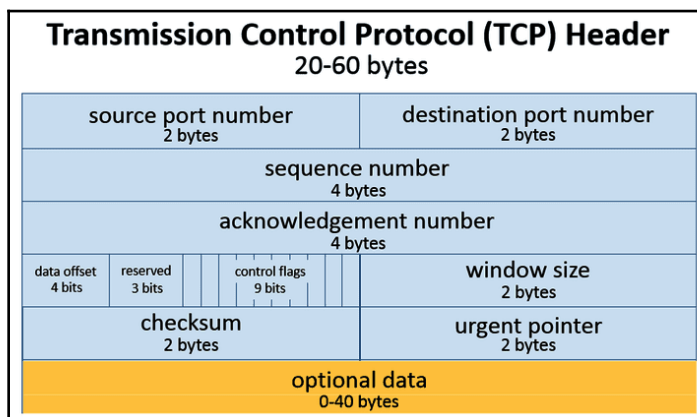 Transmission Control Protocol (TCP) Header
20-60 bytes
source port number
2 bytes
destination port number
2 bytes
sequence number
4 bytes
acknowledgement number
4 bytes
data offset
4 bits
reserved
3 bits
control flags
9 bits
window size
2 bytes
checksum
2 bytes
urgent pointer
2 bytes
optional data
0-40 bytes